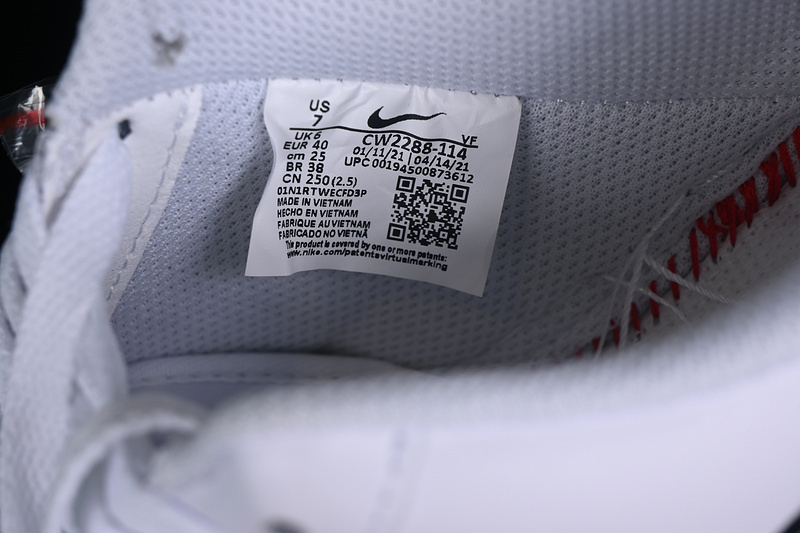 US
7
UK 6
EUR 40
cm 25
BR 38
CN 250 (2.5)
VF
CW2288-114
01/11/21 | 04/14/21
UPC 00194500873612
01N1RTWECFD3P
MADE IN VIETNAM
HECHO EN VIETNAM
FABRIQUE AU VIETNAM
FABRICADO NO VIETNÃ
This product is covered by one or more patents:
www.nike.com/patentsvirtualmarking